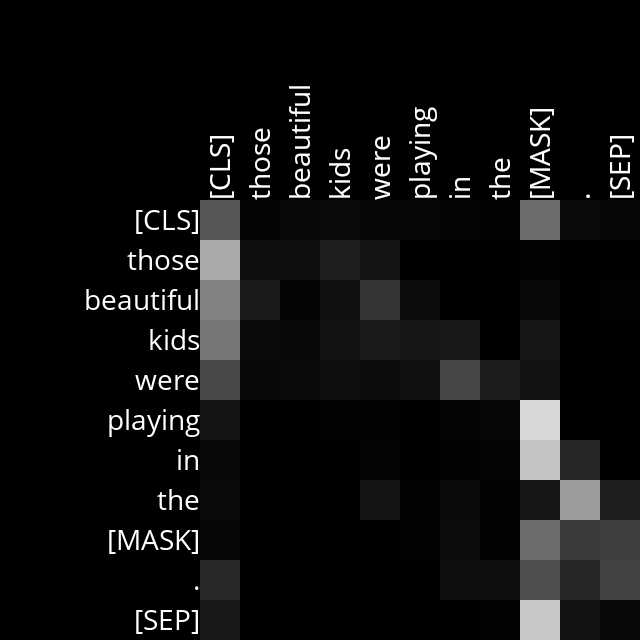 [CLS] those beautiful kids were playing in the [MASK] . [SEP]
[CLS]
those
beautiful
kids
were
playing
in
the
[MASK]
.
[SEP]